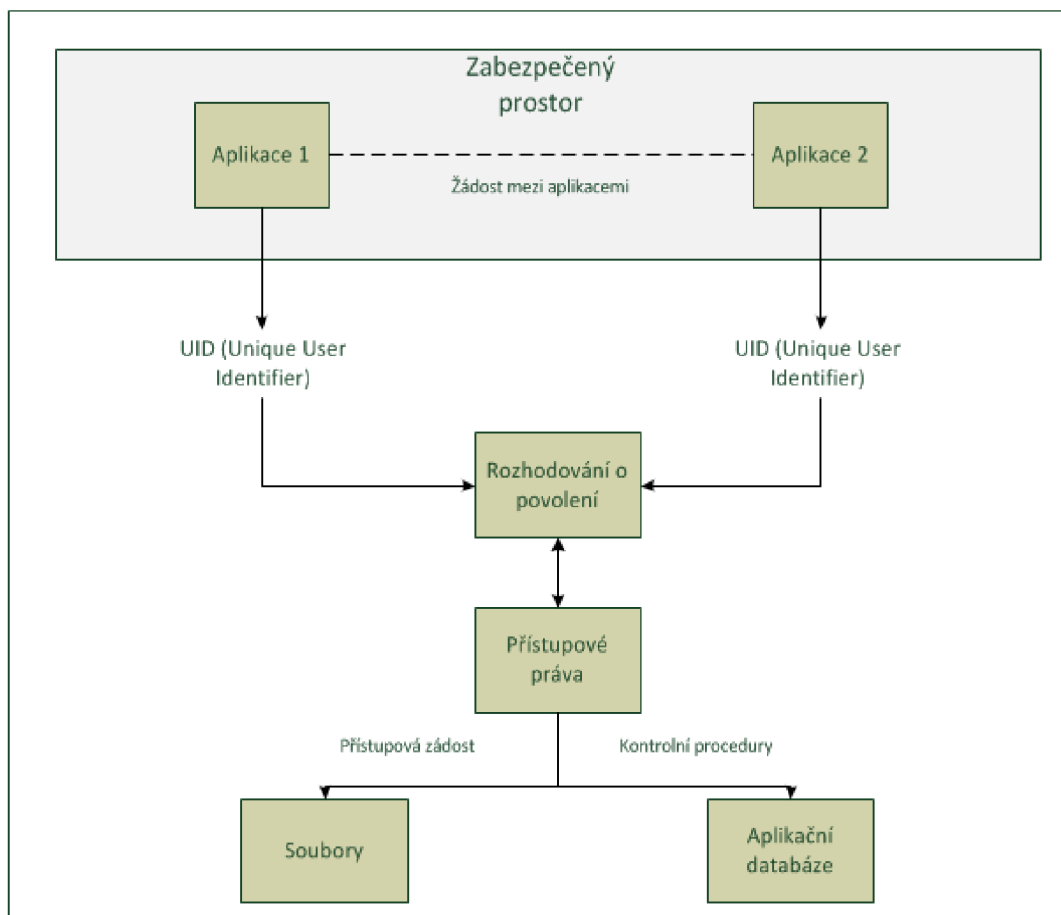 Zabezpečený
prostor
Aplikace 1
Aplikace 2
Žádost mezi aplikacemi
UID (Unique User
Identifier)
UID (Unique User
Identifier)
Rozhodování o
povolení
Přístupové
práva
Přístupová zádost
Kontrolní procedury
Soubory
Aplikační
databáze